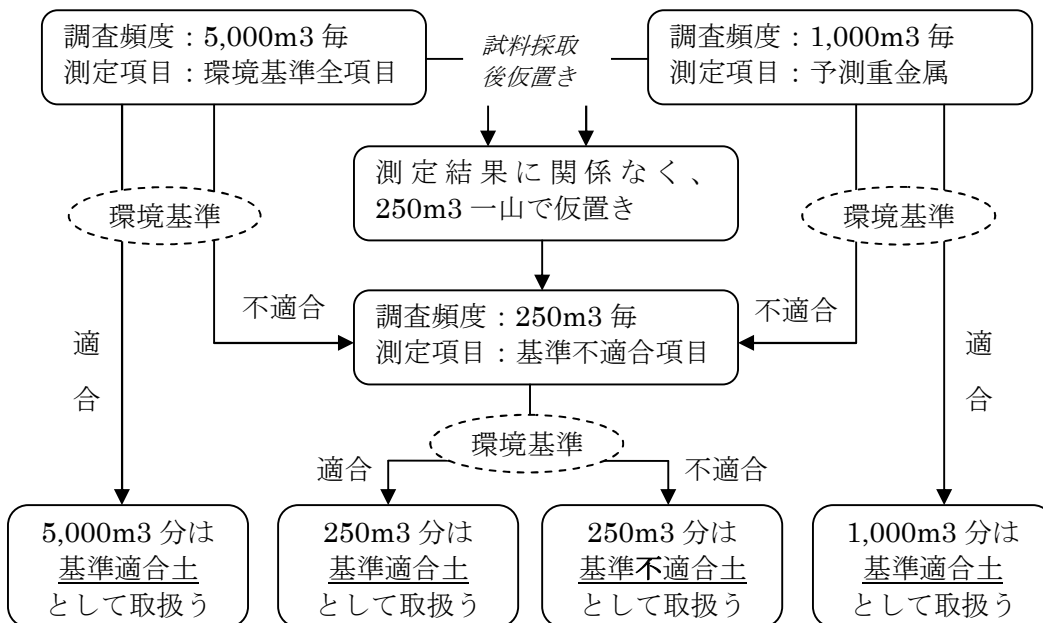 調査頻度：5,000m3 毎
測定項目：環境基準全項目
試料採取
後仮置き
調査頻度：1,000m3 毎
測定項目：予測重金属
測定結果に関係なく、
250m3 一山で仮置き
環境基準
環境基準
不適合
調査頻度：250m3 毎
測定項目：基準不適合項目
不適合
適
合
適
合
環境基準
適合
不適合
5,000m3 分は
基準適合土
として取扱う
250m3 分は
基準適合土
として取扱う
250m3 分は
基準不適合土
として取扱う
1,000m3 分は
基準適合土
として取扱う